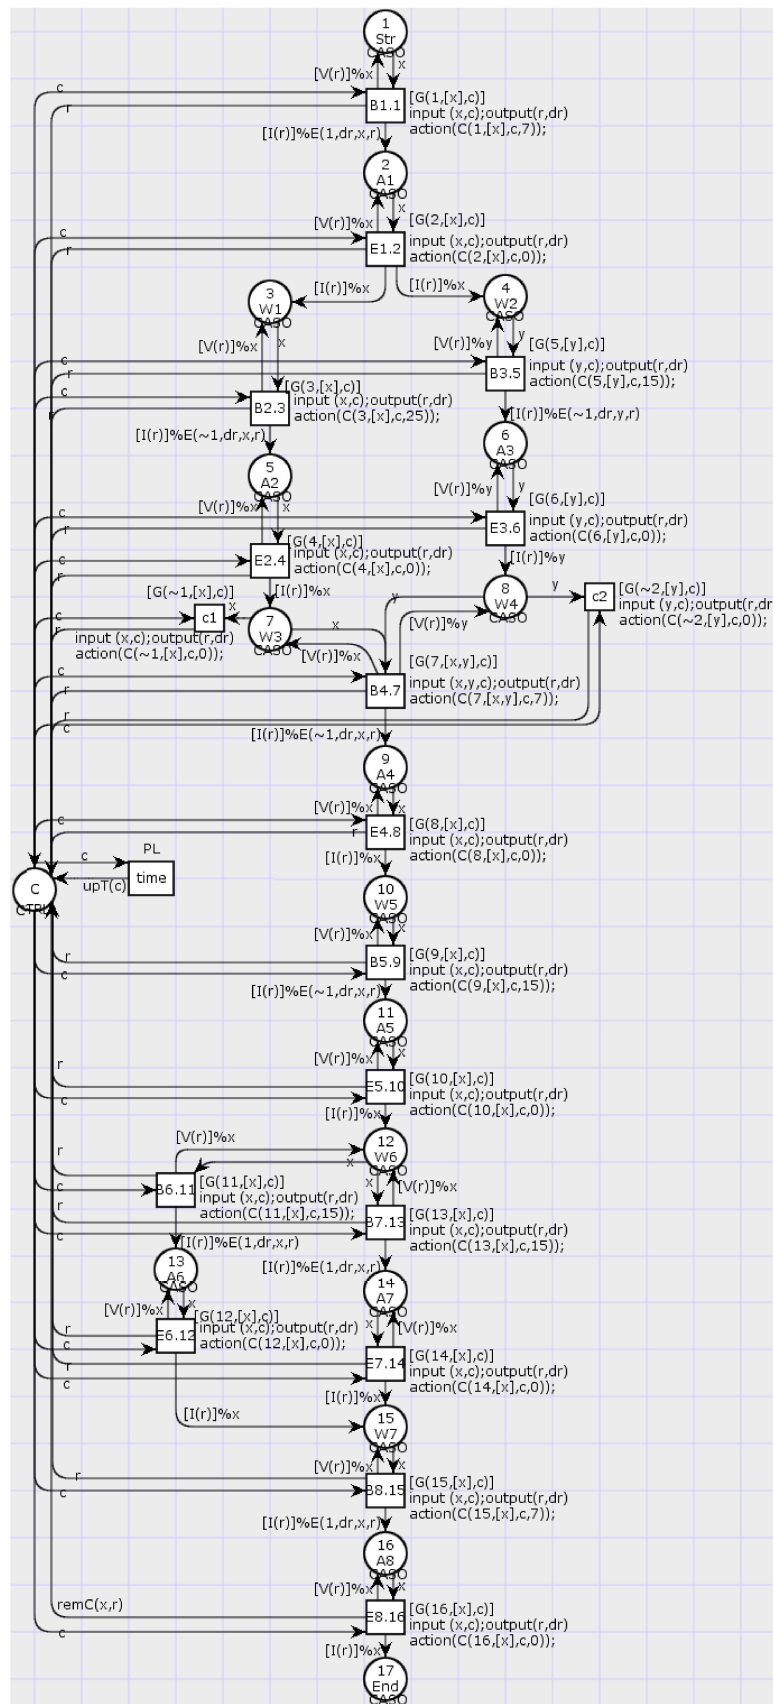 1
Str
CASO
[V(r)]%x
x
c
r
B1.1
[G(1,[x],c)]
input (x,c);output(r,dr)
action(C(1,[x],c,7));
[I(r)]%E(1,dr,x,r)
2
A1
CASO
[V(r)]%x
x
c
r
E1.2
[G(2,[x],c)]
input (x,c);output(r,dr)
action(C(2,[x],c,0));
[I(r)]%x
[I(r)]%x
3
W1
CASO
4
W2
CASO
[V(r)]%x
x
[V(r)]%y
y
c
r
B3.5
[G(5,[y],c)]
input (y,c);output(r,dr)
action(C(5,[y],c,15));
c
r
B2.3
[G(3,[x],c)]
input (x,c);output(r,dr)
action(C(3,[x],c,25));
[I(r)]%E(~1,dr,y,r)
[I(r)]%E(~1,dr,x,r)
6
A3
CASO
5
A2
CASO
[V(r)]%y
y
[V(r)]%x
x
c
r
E3.6
[G(6,[y],c)]
input (y,c);output(r,dr)
action(C(6,[y],c,0));
c
r
E2.4
[G(4,[x],c)]
input (x,c);output(r,dr)
action(C(4,[x],c,0));
[I(r)]%y
[I(r)]%x
8
W4
CASO
y
y
c2
[G(~2,[y],c)]
input (y,c);output(r,dr
action(C(~2,[y],c,0));
[G(~1,[x],c)]
c
r
c1
x
7
W3
CASO
x
input (x,c);output(r,dr)
action(C(~1,[x],c,0));
[V(r)]%y
[V(r)]%x
c
r
B4.7
[G(7,[x,y],c)]
input (x,y,c);output(r,dr)
action(C(7,[x,y],c,7));
r
c
[I(r)]%E(~1,dr,x,r)
9
A4
CASO
[V(r)]%x
x
c
r
E4.8
[G(8,[x],c)]
input (x,c);output(r,dr)
action(C(8,[x],c,0));
[I(r)]%x
PL
c
time
upT(c)
C
CTRL
10
W5
CASO
[V(r)]%x
x
r
c
B5.9
[G(9,[x],c)]
input (x,c);output(r,dr)
action(C(9,[x],c,15));
[I(r)]%E(~1,dr,x,r)
11
A5
CASO
[V(r)]%x
x
r
c
E5.10
[G(10,[x],c)]
input (x,c);output(r,dr)
action(C(10,[x],c,0));
[I(r)]%x
12
W6
CASO
[V(r)]%x
x
r
c
B6.11
[G(11,[x],c)]
input (x,c);output(r,dr)
action(C(11,[x],c,15));
x
[V(r)]%x
r
c
B7.13
[G(13,[x],c)]
input (x,c);output(r,dr)
action(C(13,[x],c,15));
[I(r)]%E(1,dr,x,r)
[I(r)]%E(1,dr,x,r)
13
A6
CASO
14
A7
CASO
[V(r)]%x
x
r
c
E6.12
[G(12,[x],c)]
input (x,c);output(r,dr)
action(C(12,[x],c,0));
x
[V(r)]%x
r
c
E7.14
[G(14,[x],c)]
input (x,c);output(r,dr)
action(C(14,[x],c,0));
[I(r)]%x
[I(r)]%x
15
W7
CASO
[V(r)]%x
x
r
c
B8.15
[G(15,[x],c)]
input (x,c);output(r,dr)
action(C(15,[x],c,7));
[I(r)]%E(1,dr,x,r)
16
A8
CASO
[V(r)]%x
x
remC(x,r)
c
E8.16
[G(16,[x],c)]
input (x,c);output(r,dr)
action(C(16,[x],c,0));
[I(r)]%x
17
End
CASO